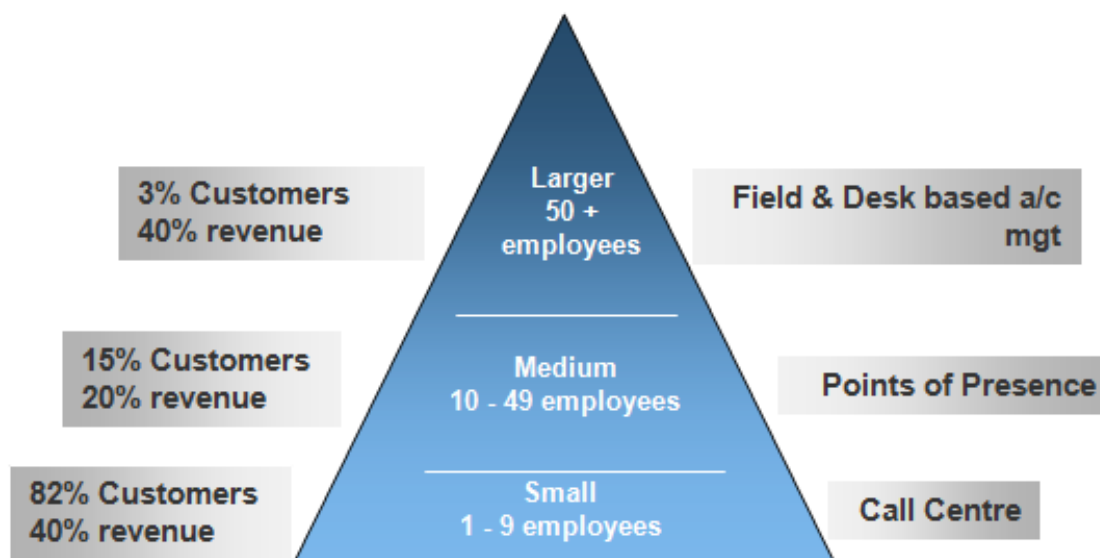 3% Customers
40% revenue
Larger
50 +
employees
Field & Desk based a/c
mgt
15% Customers
20% revenue
Medium
10 - 49 employees
Points of Presence
82% Customers
40% revenue
Small
1 - 9 employees
Call Centre